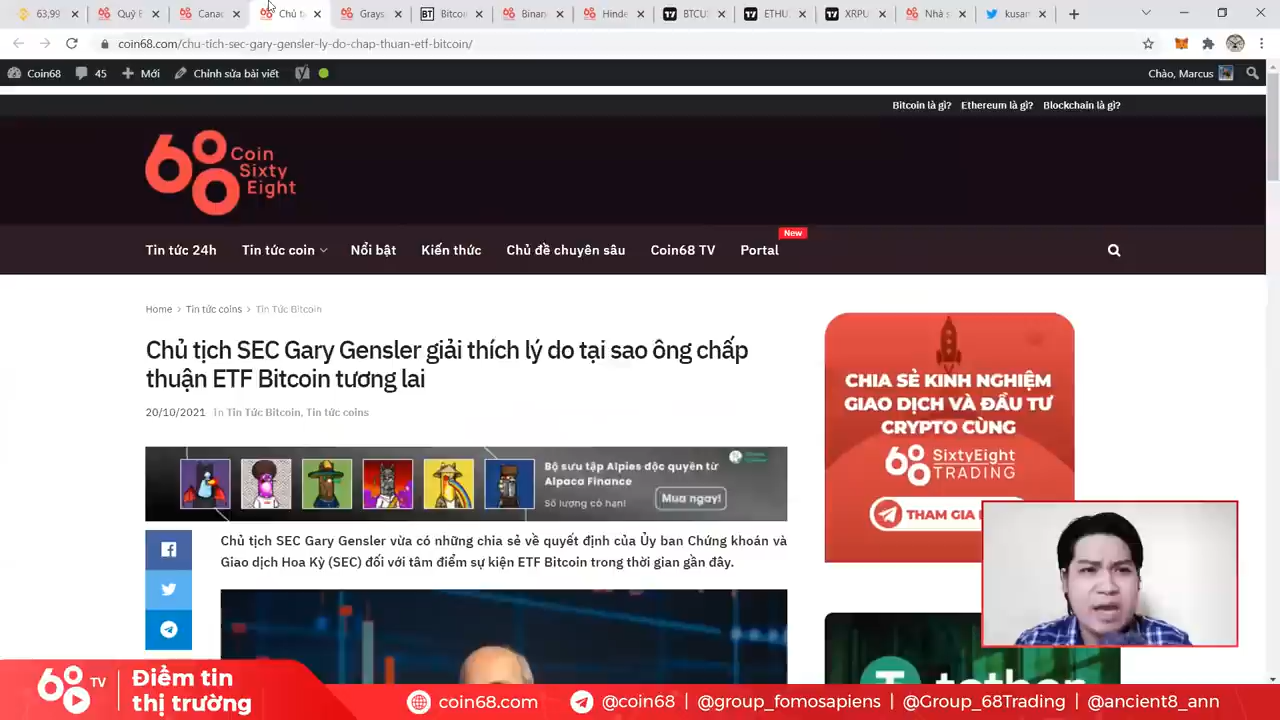 63,99
Quỹ E
Canac
Chủ t
Grays
Bitcoi
Binan
Hinde
BTCU
ETHU
XRPU
Nhà s
kusan
coin68.com/chu-tich-sec-gary-gensler-ly-do-chap-thuan-etf-bitcoin/
Coin68
45
Mới
Chỉnh sửa bài viết
Chào, Marcus
Bitcoin là gì?
Ethereum là gì?
Blockchain là gì?
68 Coin
Sixty
Eight
New
Tin tức 24h
Tin tức coin
Nổi bật
Kiến thức
Chủ đề chuyên sâu
Coin68 TV
Portal
Home > Tin tức coins > Tin Tức Bitcoin
Chủ tịch SEC Gary Gensler giải thích lý do tại sao ông chấp
thuận ETF Bitcoin tương lai
20/10/2021 In Tin Tức Bitcoin, Tin tức coins
Bộ sưu tập Alpies độc quyền từ
Alpaca Finance
Số lượng có hạn!
Mua ngay!
Chủ tịch SEC Gary Gensler vừa có những chia sẻ về quyết định của Ủy ban Chứng khoán và
Giao dịch Hoa Kỳ (SEC) đối với tâm điểm sự kiện ETF Bitcoin trong thời gian gần đây.
CHIA SẺ KINH NGHIỆM
GIAO DỊCH VÀ ĐẦU TƯ
CRYPTO CÙNG
68 SIXTYEIGHT
TRADING
THAM GIA
tether
68 TV
Điểm tin
thị trường
coin68.com
@coin68 | @group_fomosapiens | @Group_68Trading | @ancient8_ann